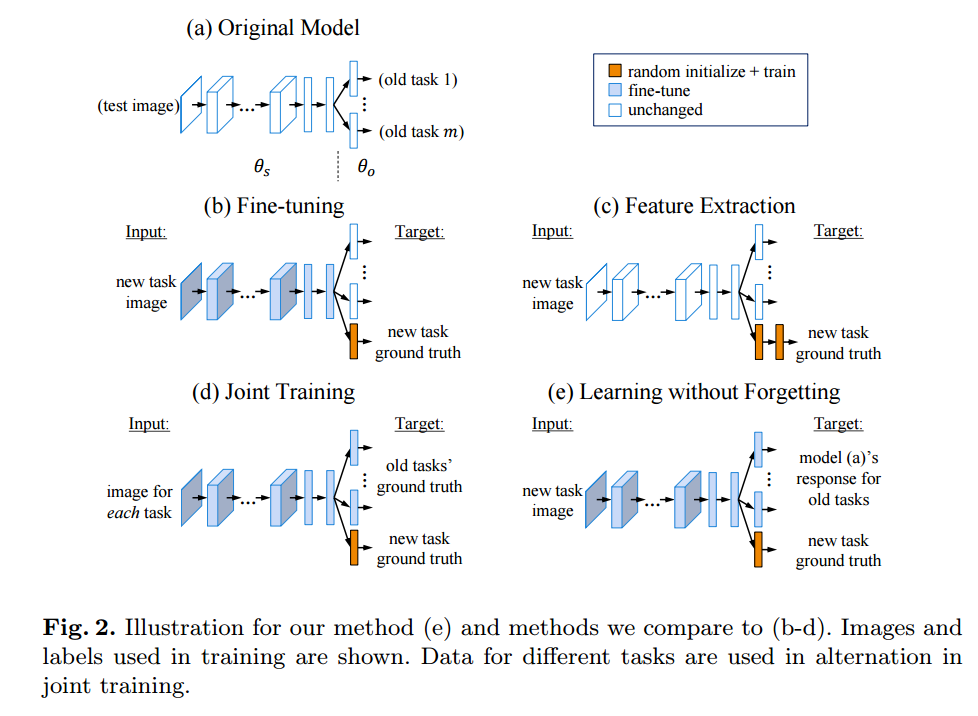 (a) Original Model
(test image)
...
(old task 1)
(old task m)
θs
θo
random initialize + train
fine-tune
unchanged
(b) Fine-tuning
Input:
Target:
new task
image
...
new task
ground truth
(c) Feature Extraction
Input:
Target:
new task
image
...
new task
ground truth
(d) Joint Training
Input:
Target:
image for
each task
...
old tasks'
ground truth
new task
ground truth
(e) Learning without Forgetting
Input:
Target:
new task
image
...
model (a)'s
response for
old tasks
new task
ground truth
Fig. 2. Illustration for our method (e) and methods we compare to (b-d). Images and
labels used in training are shown. Data for different tasks are used in alternation in
joint training.